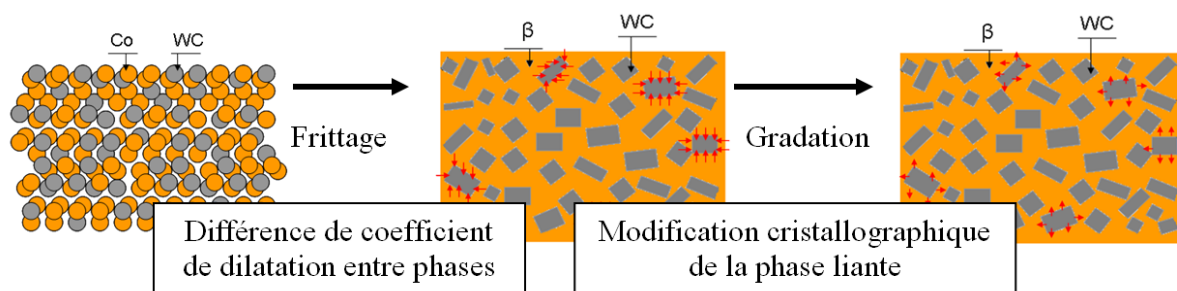 Co WC
Frittage
β WC
Gradation
β WC
Différence de coefficient
de dilatation entre phases
Modification cristallographique
de la phase liante